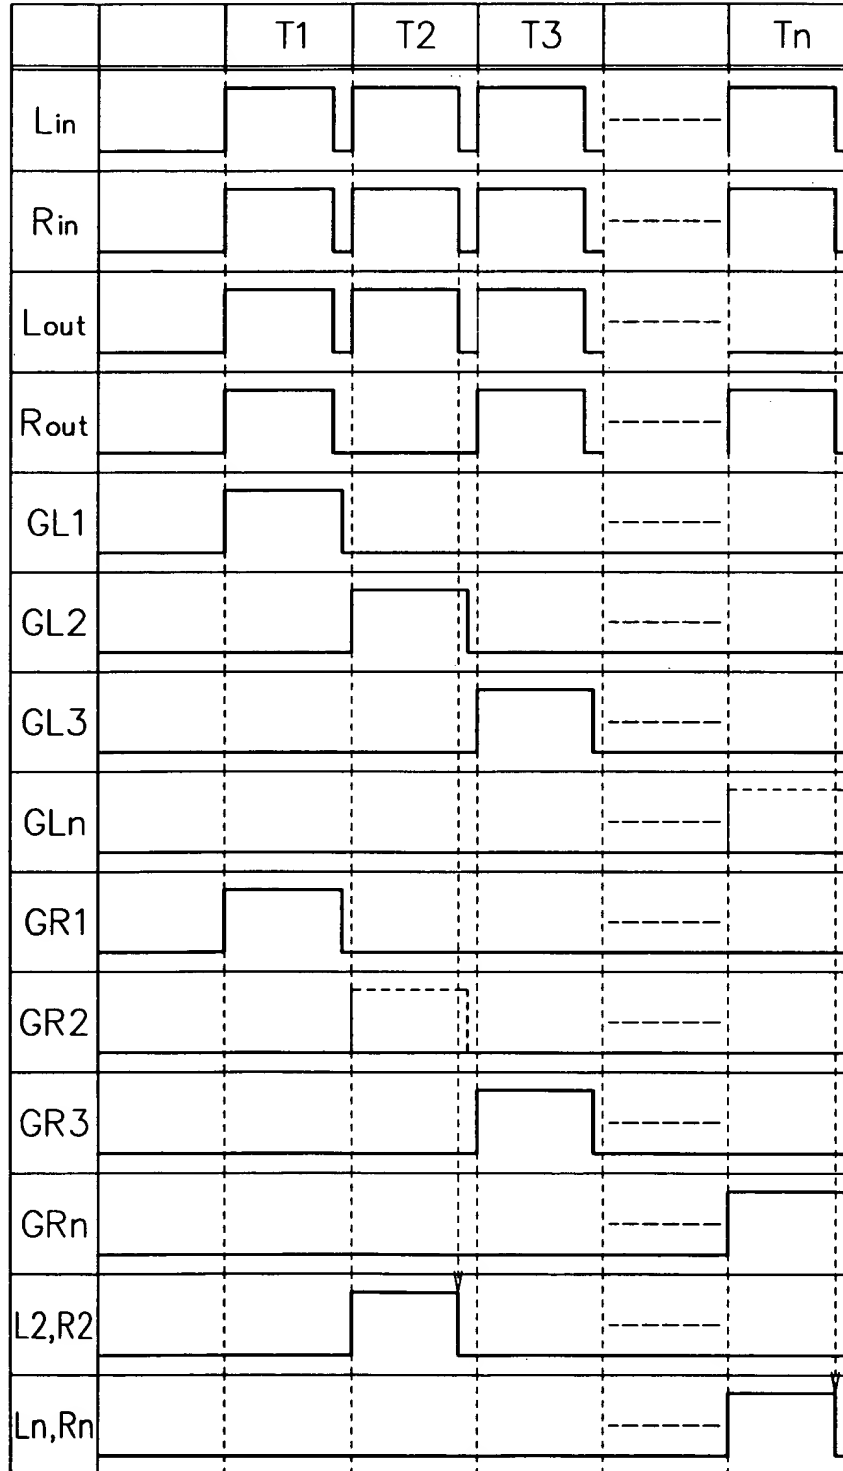 T1 T2 T3 Tn
Lin
Rin
Lout
Rout
GL1
GL2
GL3
GLn
GR1
GR2
GR3
GRn
L2,R2
Ln,Rn